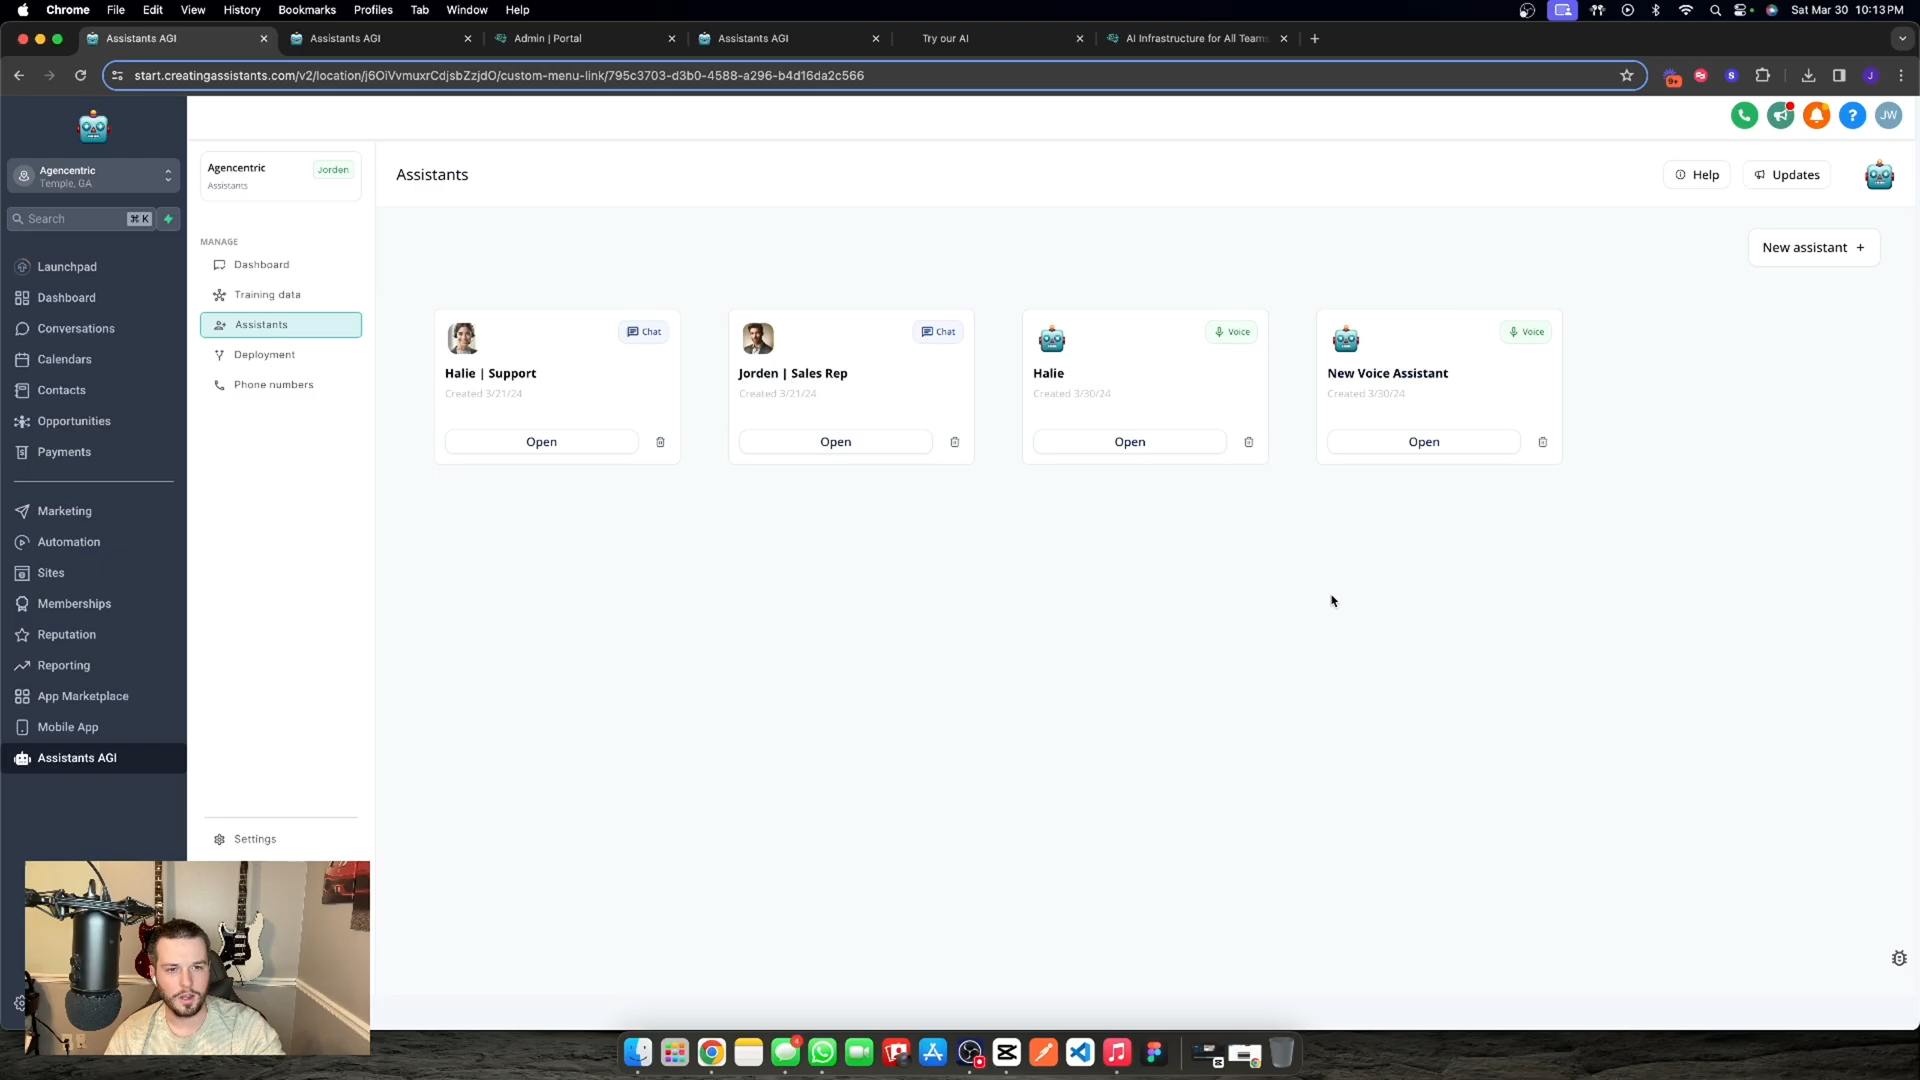 Chrome File Edit View History Bookmarks Profiles Tab Window Help
Sat Mar 30 10:13 PM
Assistants AGI
Assistants AGI
Admin | Portal
Assistants AGI
Try our AI
AI Infrastructure for All Teams
start.creatingassistants.com/v2/location/j6OiVvmuxrCdjsbZzjdO/custom-menu-link/795c3703-d3b0-4588-a296-b4d16da2c566
9+
S
J
?
JW
Agencentric
Temple, GA
Search
⌘ K
Launchpad
Dashboard
Conversations
Calendars
Contacts
Opportunities
Payments
Marketing
Automation
Sites
Memberships
Reputation
Reporting
App Marketplace
Mobile App
Assistants AGI
Agencentric
Jorden
Assistants
MANAGE
Dashboard
Training data
Assistants
Deployment
Phone numbers
Settings
Assistants
Help
Updates
New assistant +
Chat
Halie | Support
Created 3/21/24
Open
Chat
Jorden | Sales Rep
Created 3/21/24
Open
Voice
Halie
Created 3/30/24
Open
Voice
New Voice Assistant
Created 3/30/24
Open
4